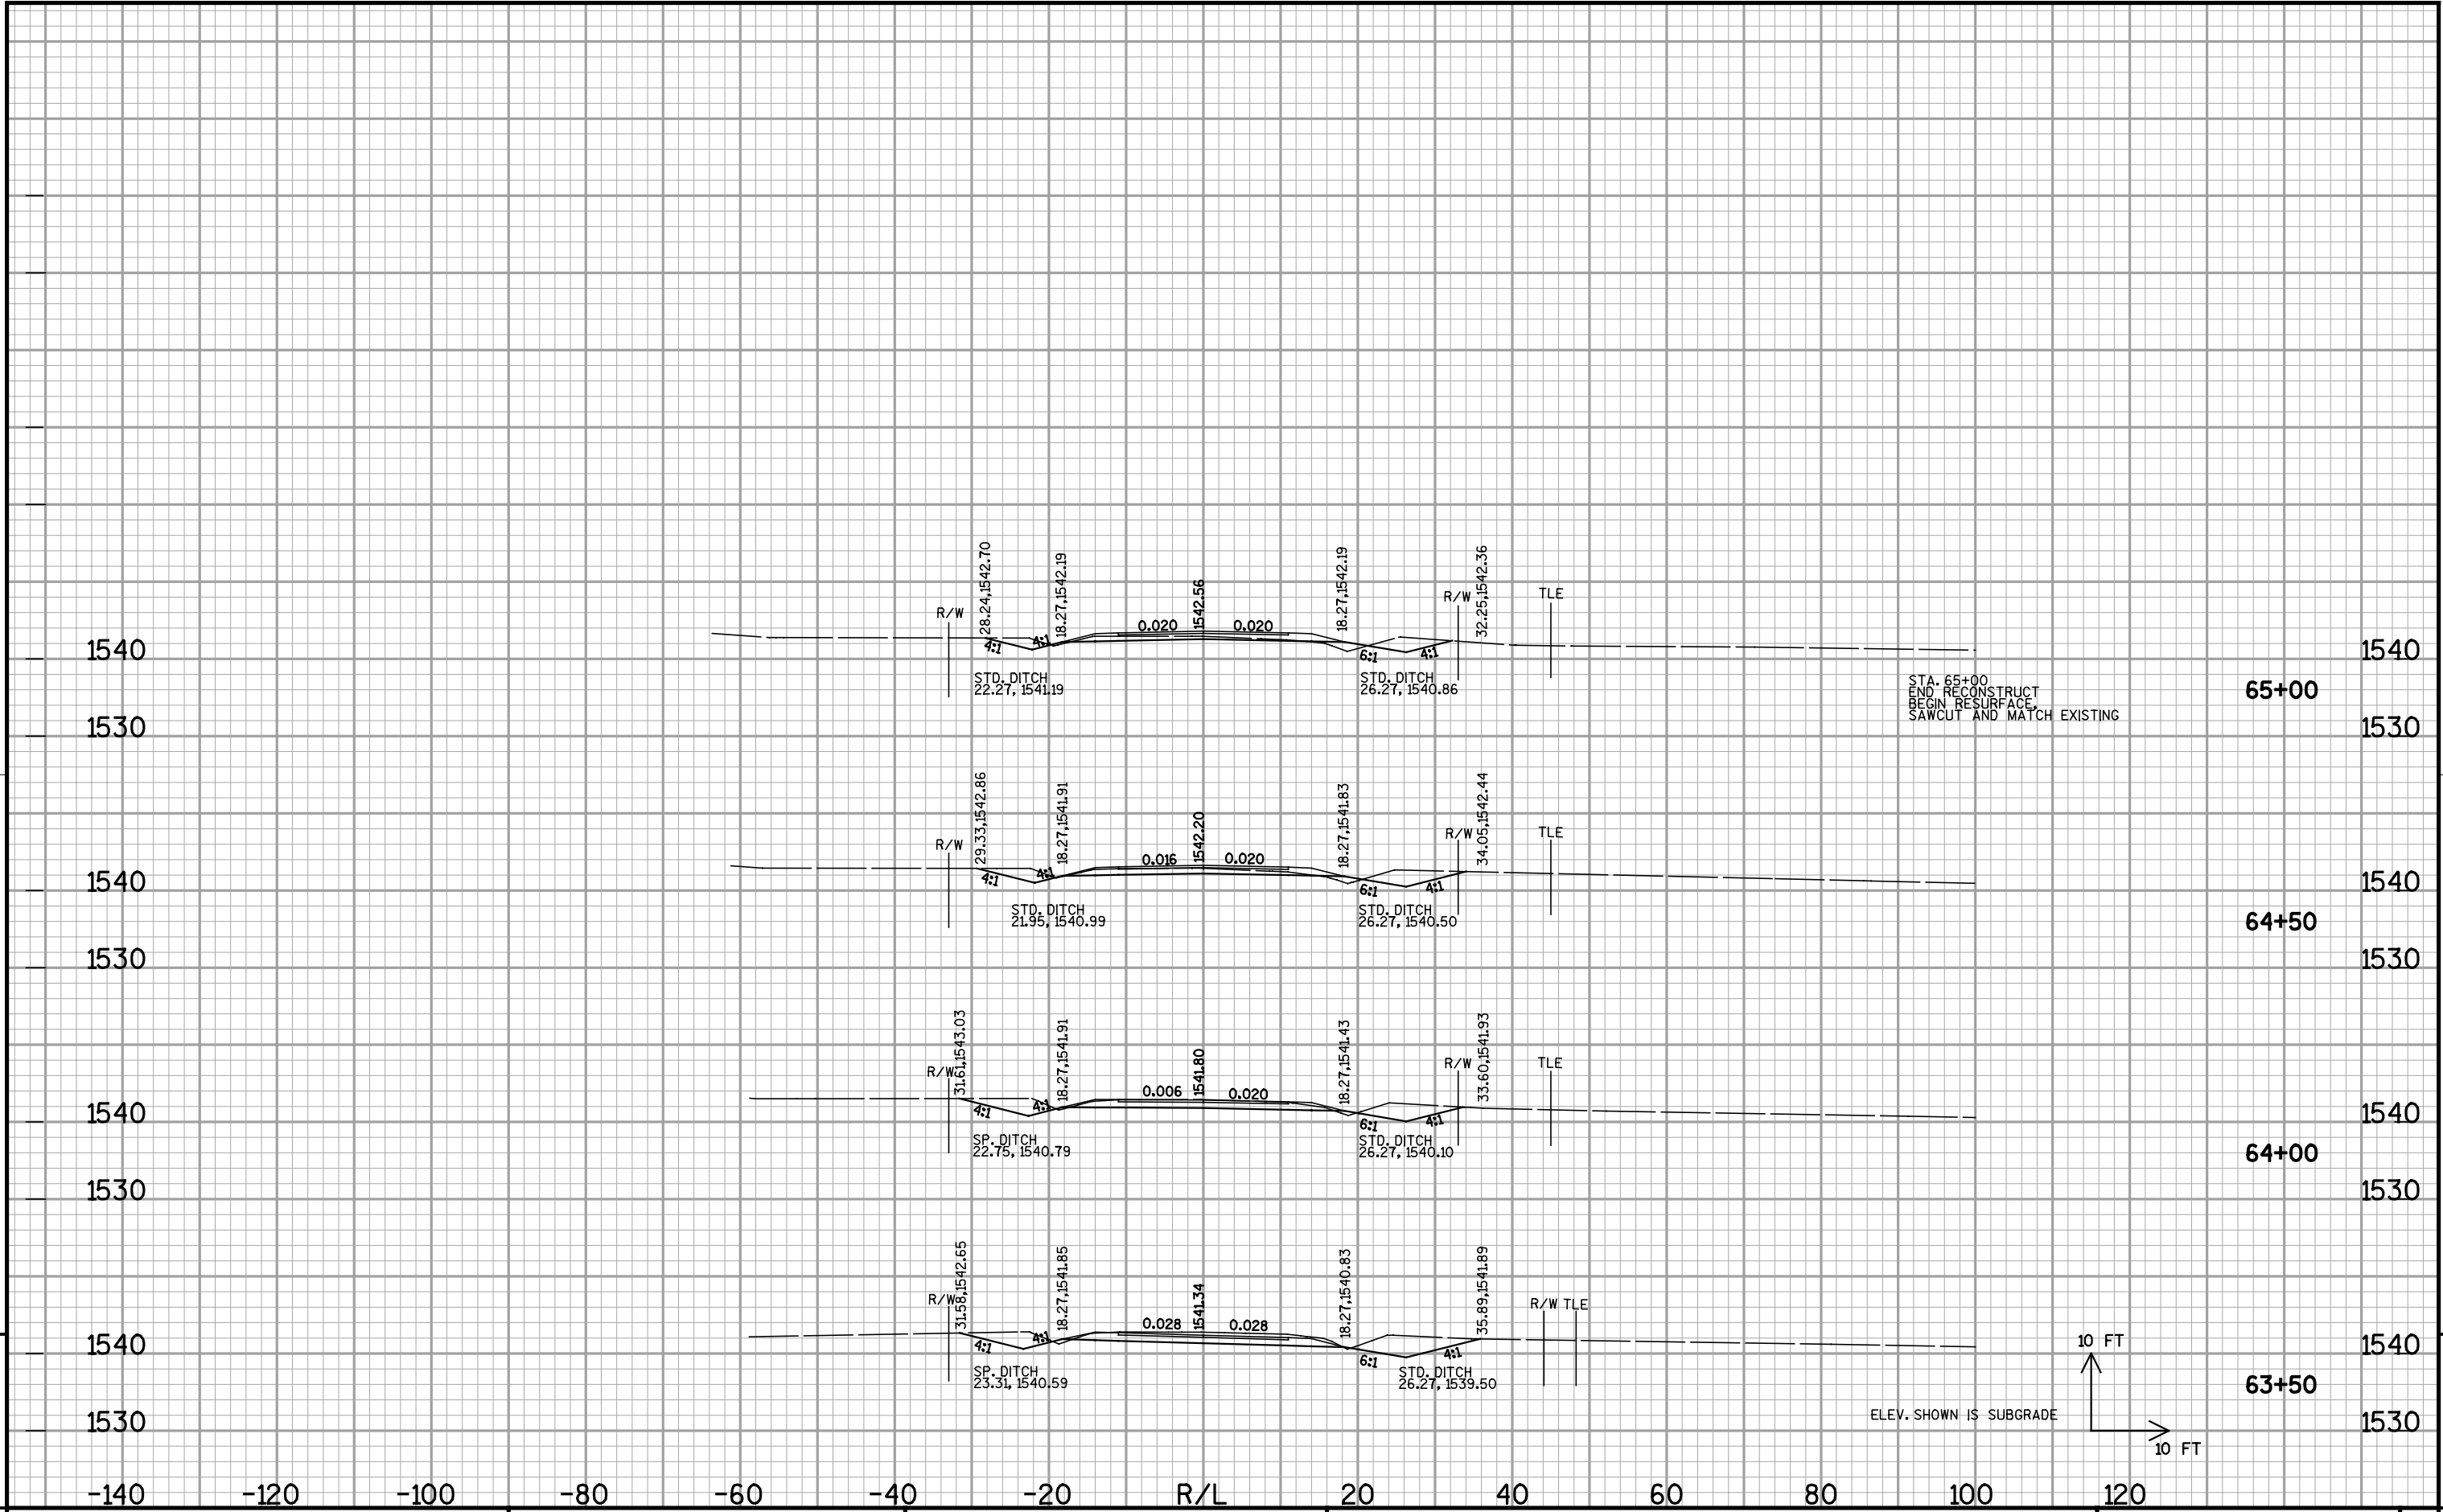 28.24,1542.70
18.27,1542.19
1542.56
18.27,1542.19
32.25,1542.36
R/W
R/W
TLE
0.020
0.020
4:1
4:1
6:1
4:1
1540
1540
STD. DITCH
22.27, 1541.19
STD. DITCH
26.27, 1540.86
STA. 65+00
END RECONSTRUCT
BEGIN RESURFACE,
SAWCUT AND MATCH EXISTING
65+00
1530
1530
29.33,1542.86
18.27,1541.91
1542.20
18.27,1541.83
34.05,1542.44
R/W
R/W
TLE
0.016
0.020
4:1
4:1
6:1
4:1
1540
1540
STD. DITCH
21.95, 1540.99
STD. DITCH
26.27, 1540.50
64+50
1530
1530
31.61,1543.03
18.27,1541.91
1541.80
18.27,1541.43
33.60,1541.93
R/W
R/W
TLE
0.006
0.020
4:1
4:1
6:1
4:1
1540
1540
SP. DITCH
22.75, 1540.79
STD. DITCH
26.27, 1540.10
64+00
1530
1530
31.58,1542.65
18.27,1541.85
1541.34
18.27,1540.83
35.89,1541.89
R/W
R/W TLE
0.028
0.028
4:1
4:1
6:1
4:1
1540
1540
10 FT
SP. DITCH
23.31, 1540.59
STD. DITCH
26.27, 1539.50
63+50
ELEV. SHOWN IS SUBGRADE
1530
1530
10 FT
-140 -120 -100 -80 -60 -40 -20 R/L 20 40 60 80 100 120